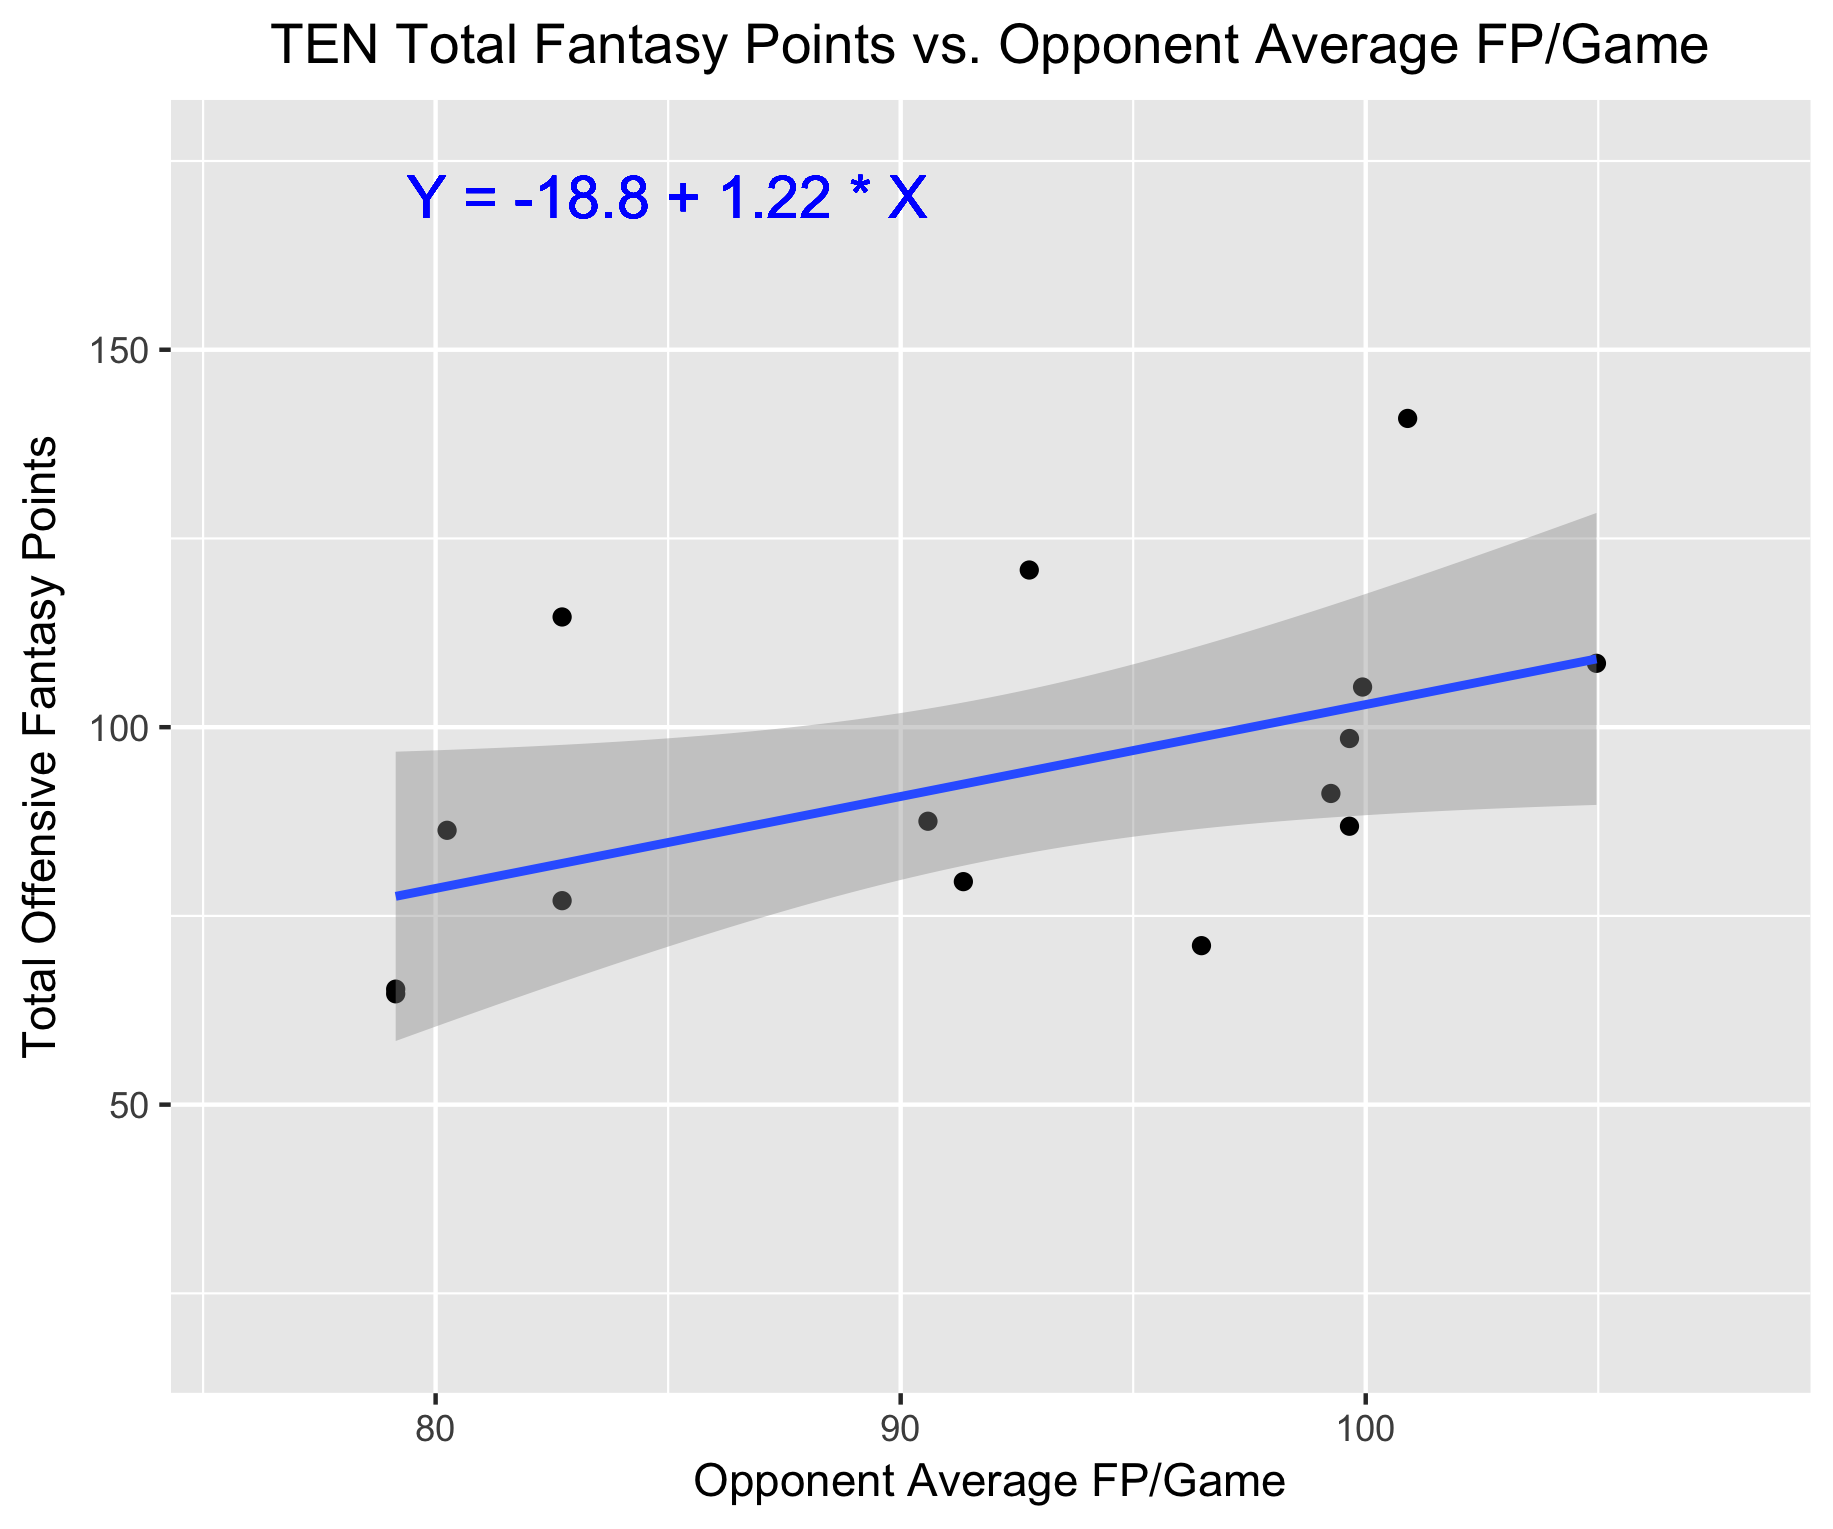 TEN Total Fantasy Points vs. Opponent Average FP/Game
Y = -18.8 + 1.22 * X
Total Offensive Fantasy Points
150
100
50
80
90
100
Opponent Average FP/Game